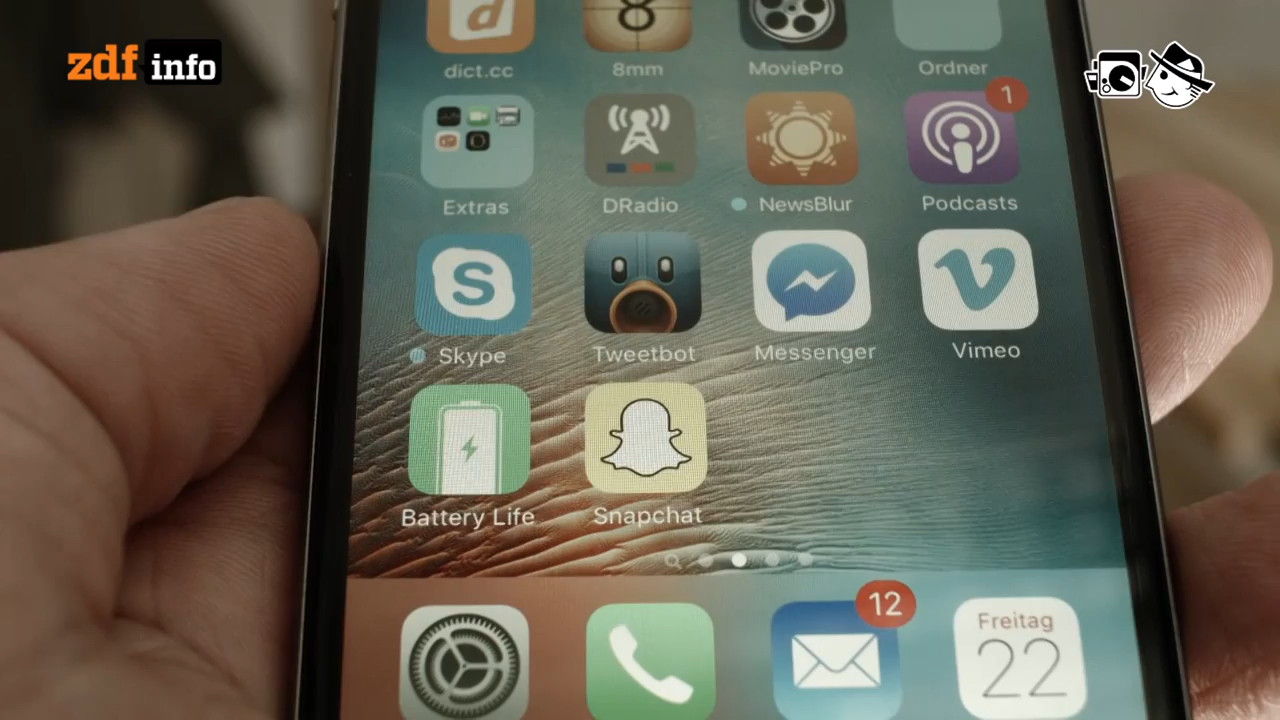 zdf info
d
8
dict.cc 8mm MoviePro Ordner
1
Extras DRadio NewsBlur Podcasts
S
Skype Tweetbot Messenger Vimeo
Battery Life Snapchat
12
Freitag
22